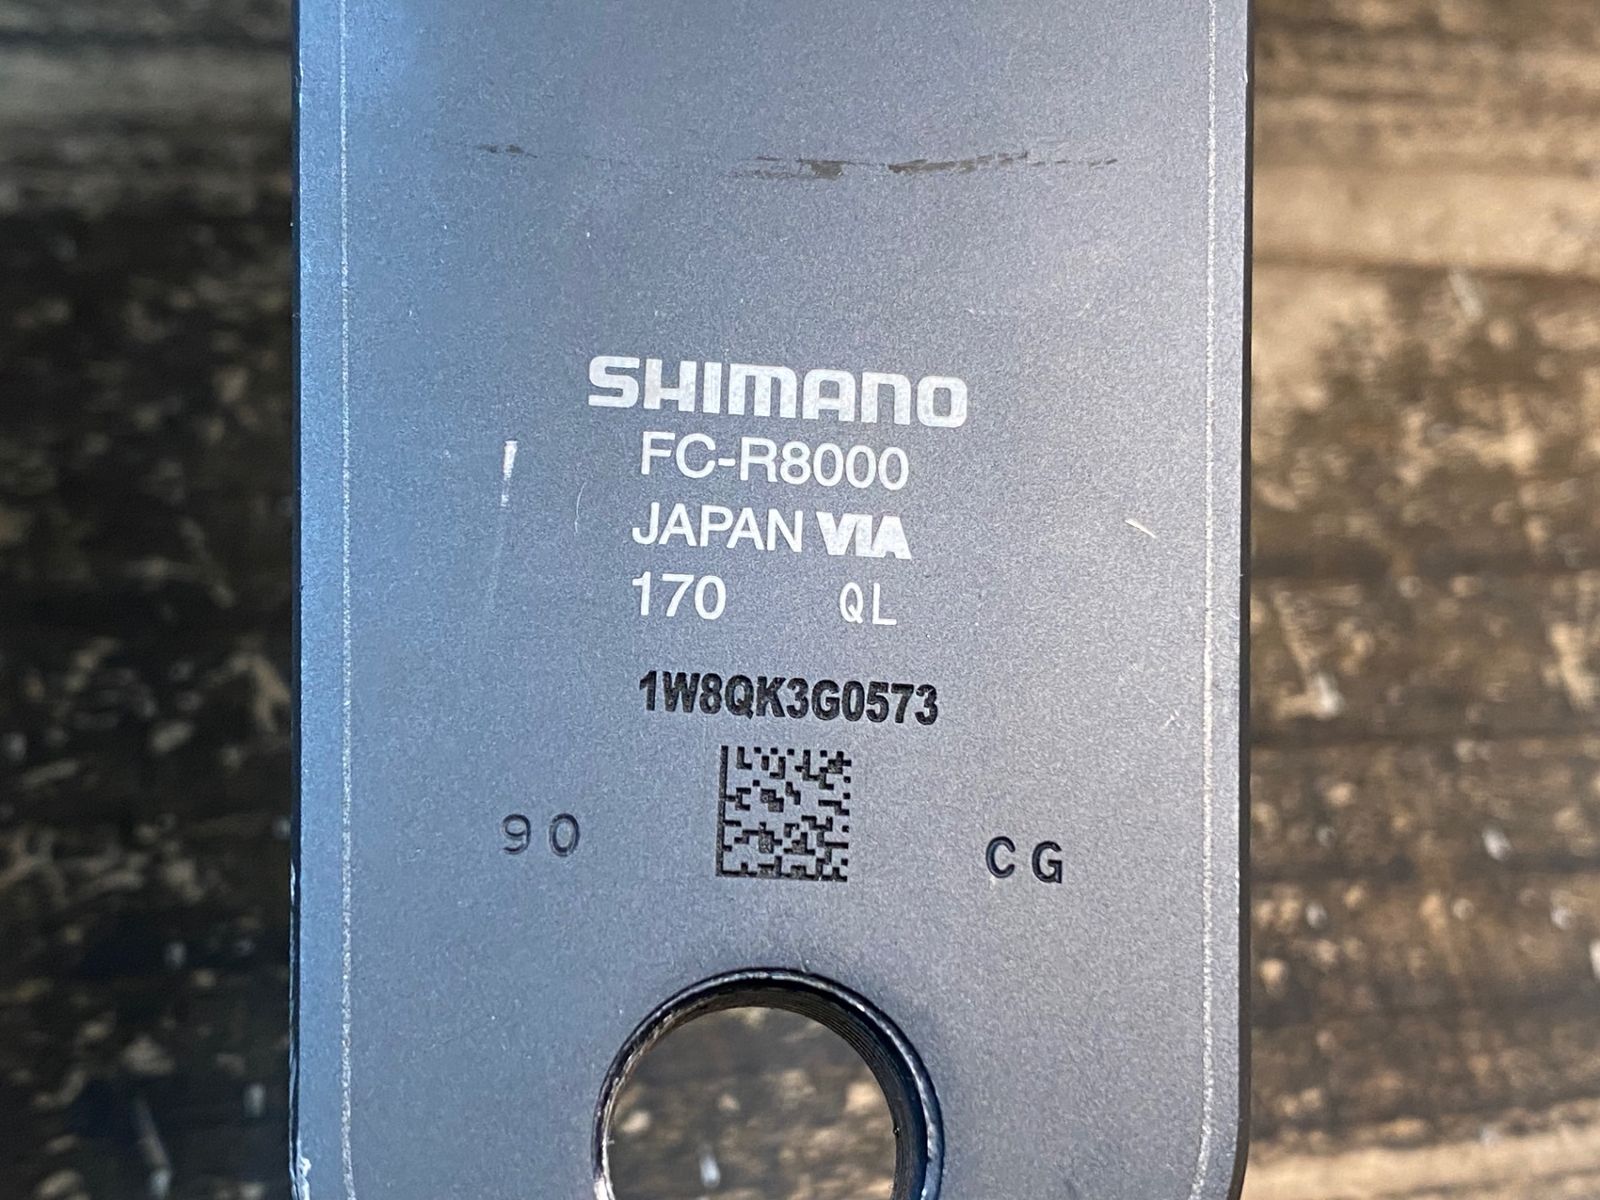 SHIMANO
FC-R8000
JAPAN VIA
170 QL
1W8QK3G0573
90 CG